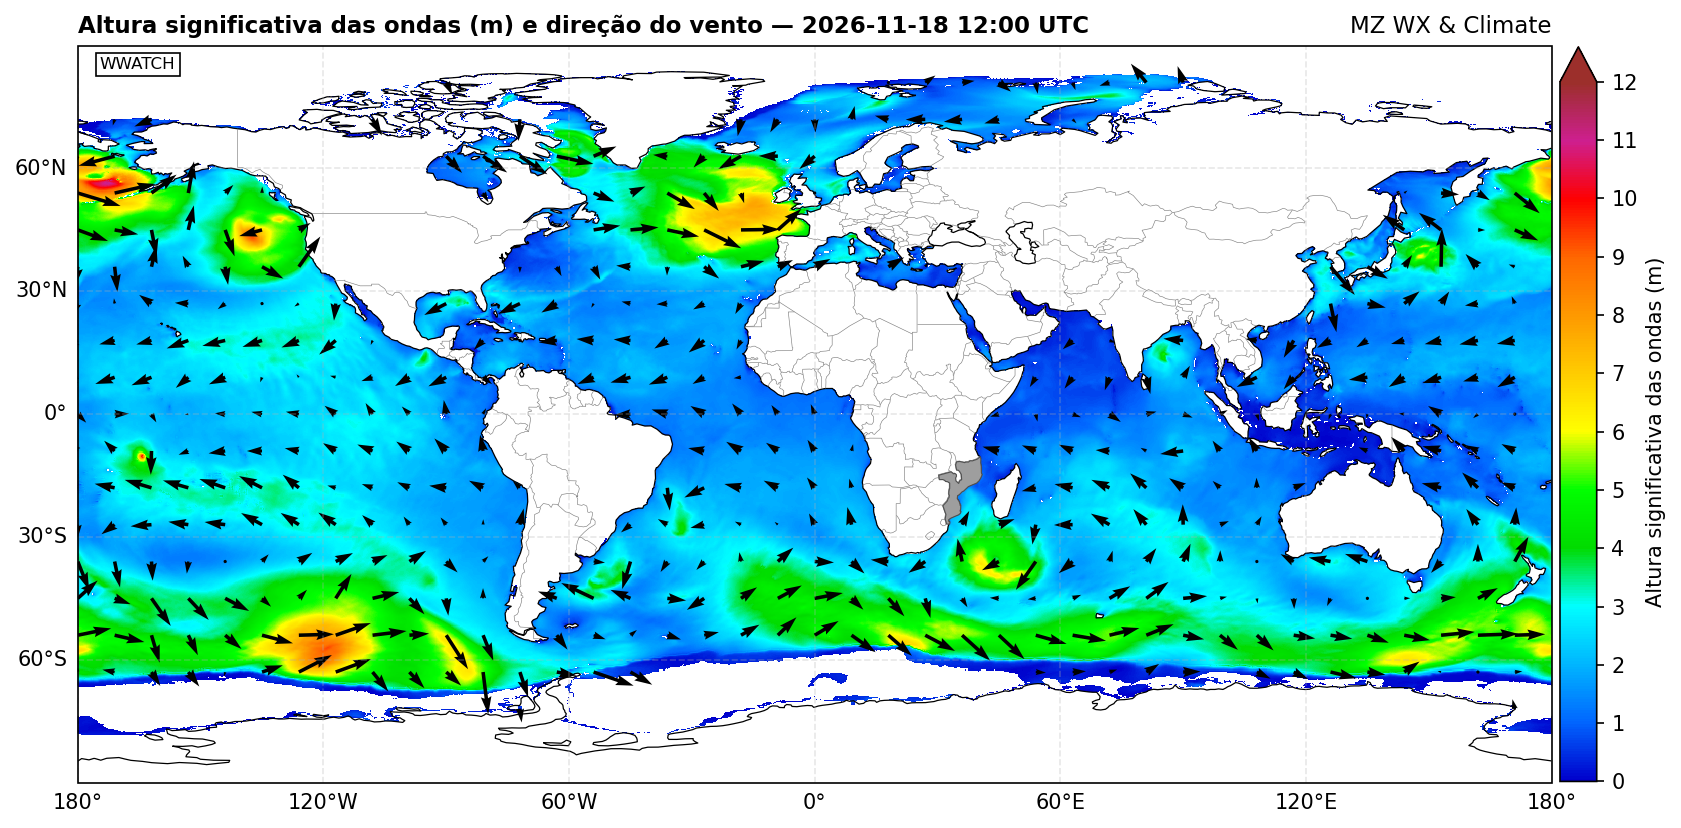 Altura significativa das ondas (m) e direção do vento — 2026-11-18 12:00 UTC
MZ WX & Climate
WWATCH
60°N
30°N
0°
30°S
60°S
180°
120°W
60°W
0°
60°E
120°E
180°
12
11
10
9
8
7
6
5
4
3
2
1
0
Altura significativa das ondas (m)